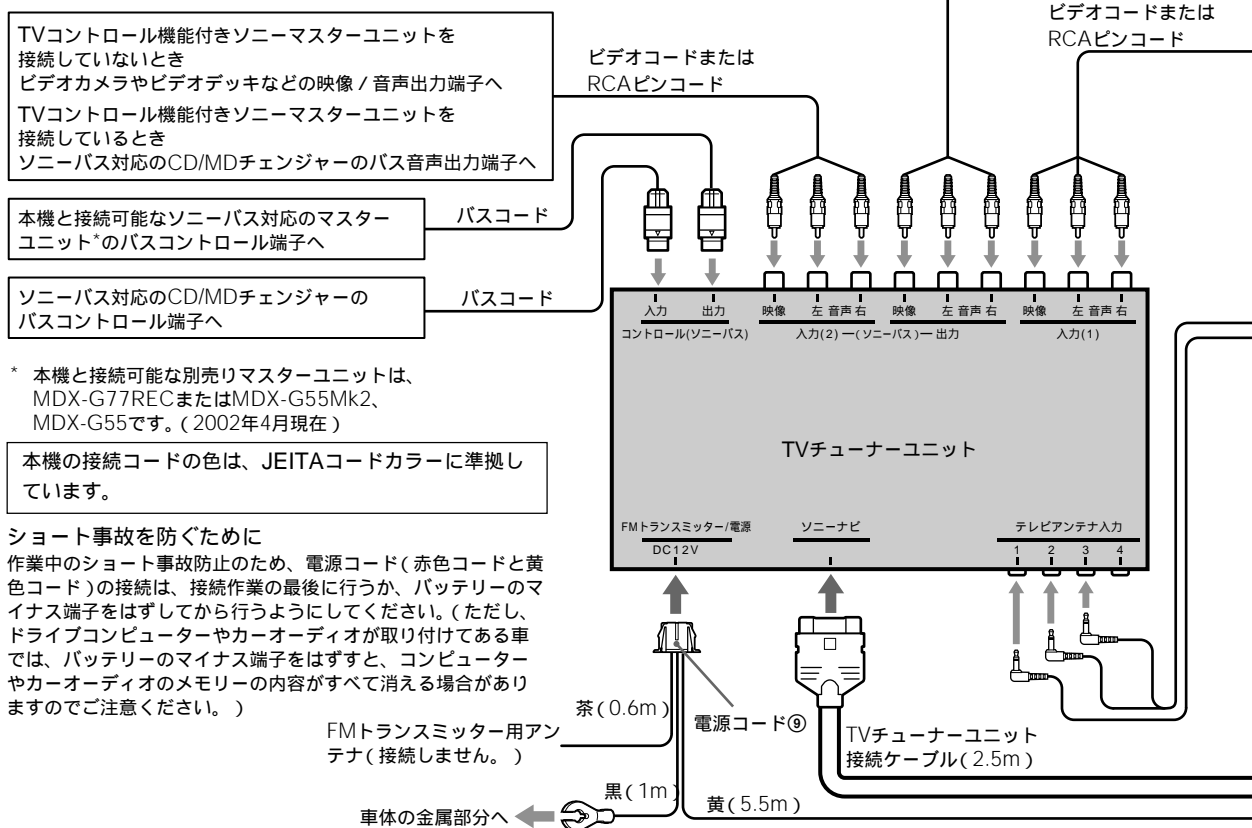 TVコントロール機能付きソニーマスターユニットを
接続していないとき
ビデオカメラやビデオデッキなどの映像/音声出力端子へ
TVコントロール機能付きソニーマスターユニットを
接続しているとき
ソニーバス対応のCD/MDチェンジャーのバス音声出力端子へ
本機と接続可能なソニーバス対応のマスター
ユニット*のバスコントロール端子へ
ソニーバス対応のCD/MDチェンジャーの
バスコントロール端子へ
* 本機と接続可能な別売りマスターユニットは、
MDX-G77RECまたはMDX-G55Mk2、
MDX-G55です。(2002年4月現在)
本機の接続コードの色は、JEITAコードカラーに準拠し
ています。
ショート事故を防ぐために
作業中のショート事故防止のため、電源コード(赤色コードと黄
色コード)の接続は、接続作業の最後に行うか、バッテリーのマ
イナス端子をはずしてから行うようにしてください。(ただし、
ドライブコンピューターやカーオーディオが取り付けてある車
では、バッテリーのマイナス端子をはずすと、コンピューター
やカーオーディオのメモリーの内容がすべて消える場合があり
ますのでご注意ください。)
ビデオコードまたは
RCAピンコード
ビデオコードまたは
RCAピンコード
バスコード
バスコード
入力 出力 映像 左 音声 右 映像 左 音声 右 映像 左 音声 右
コントロール(ソニーバス) 入力(2)ー(ソニーバス)ー出力 入力(1)
TVチューナーユニット
FMトランスミッター/電源 ソニーナビ テレビアンテナ入力
DC12V 1 2 3 4
茶(0.6m)
電源コード⑨
TVチューナーユニット
接続ケーブル(2.5m)
FMトランスミッター用アン
テナ(接続しません。)
黒(1m)
黄(5.5m)
車体の金属部分へ